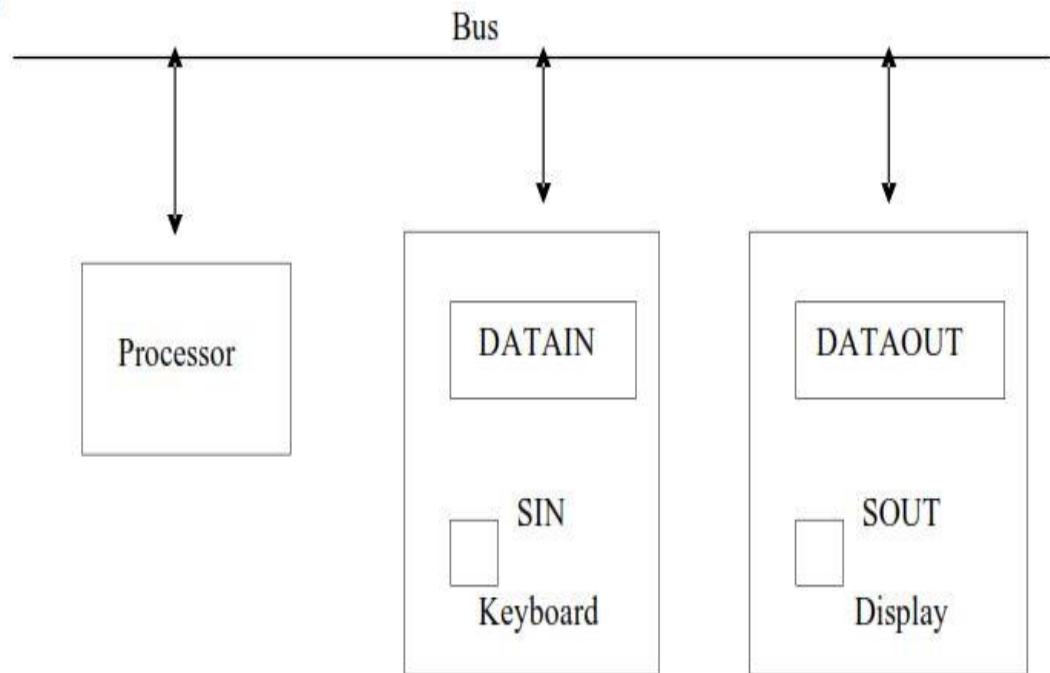 Bus
Processor
DATAIN
DATAOUT
SIN
SOUT
Keyboard
Display